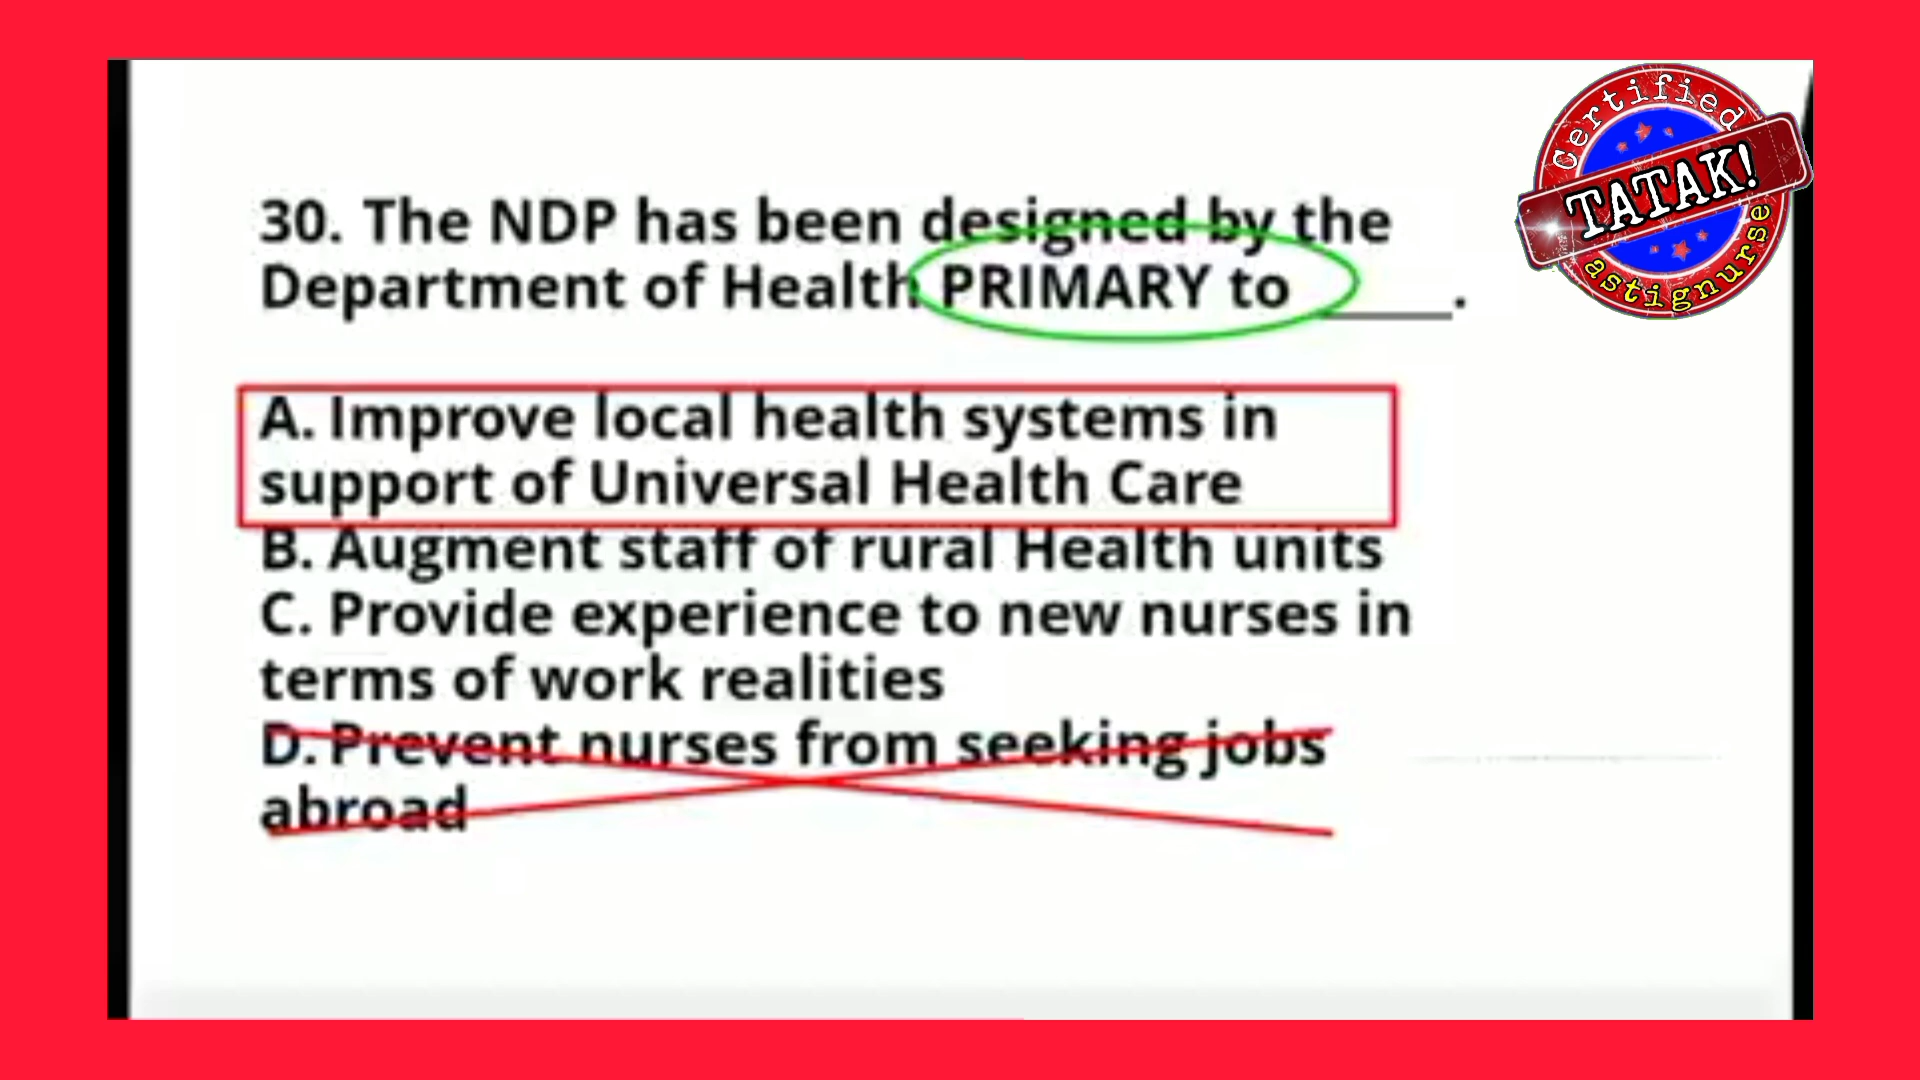 30. The NDP has been designed by the
Department of Health PRIMARY to ____.
A. Improve local health systems in
support of Universal Health Care
B. Augment staff of rural Health units
C. Provide experience to new nurses in
terms of work realities
D. Prevent nurses from seeking jobs
abroad
Certified
TATAK!
astignurse